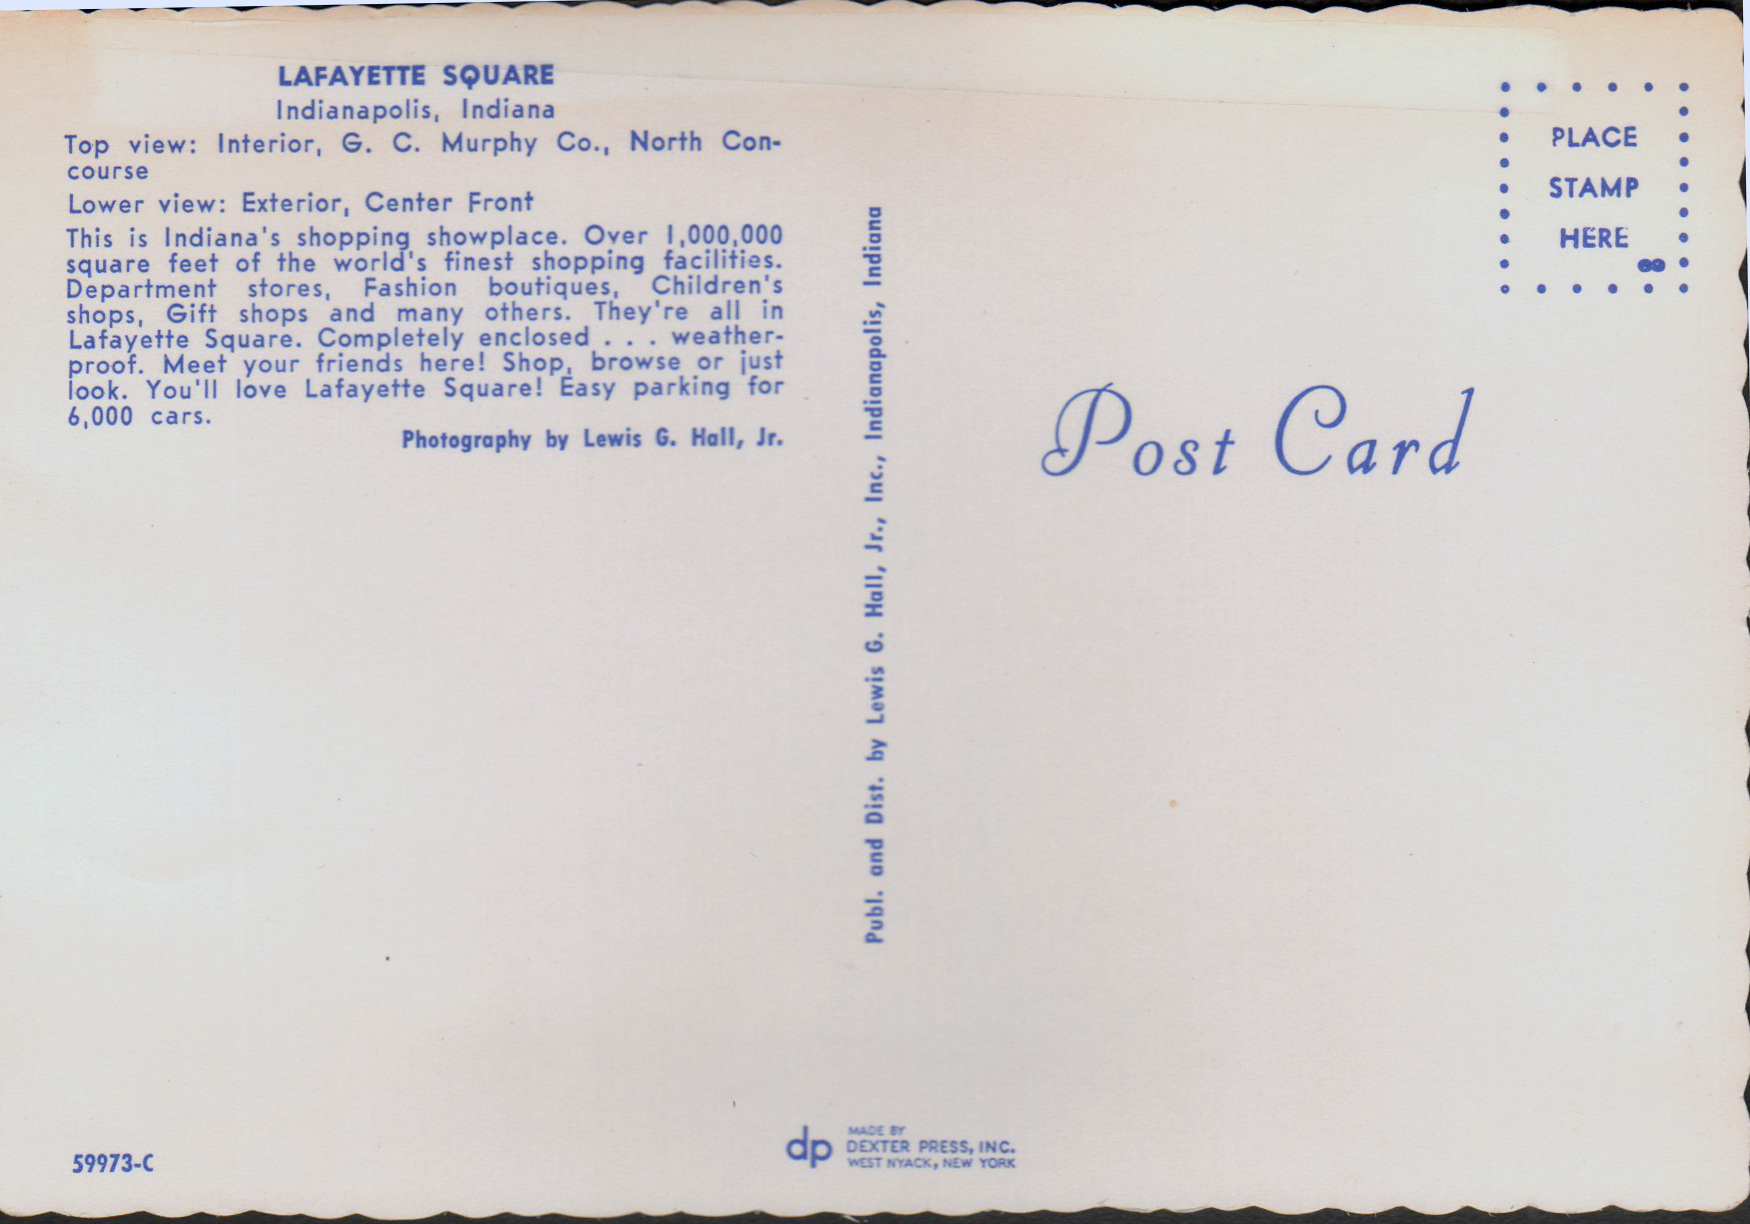 LAFAYETTE SQUARE
Indianapolis, Indiana
Top view: Interior, G. C. Murphy Co., North Con-
course
Lower view: Exterior, Center Front
This is Indiana's shopping showplace. Over 1,000,000
square feet of the world's finest shopping facilities.
Department stores, Fashion boutiques, Children's
shops, Gift shops and many others. They're all in
Lafayette Square. Completely enclosed . . . weather-
proof. Meet your friends here! Shop, browse or just
look. You'll love Lafayette Square! Easy parking for
6,000 cars.
Photography by Lewis G. Hall, Jr.
Publ. and Dist. by Lewis G. Hall, Jr., Inc., Indianapolis, Indiana
PLACE
STAMP
HERE
Post Card
59973-C
dp
MADE BY
DEXTER PRESS, INC.
WEST NYACK, NEW YORK